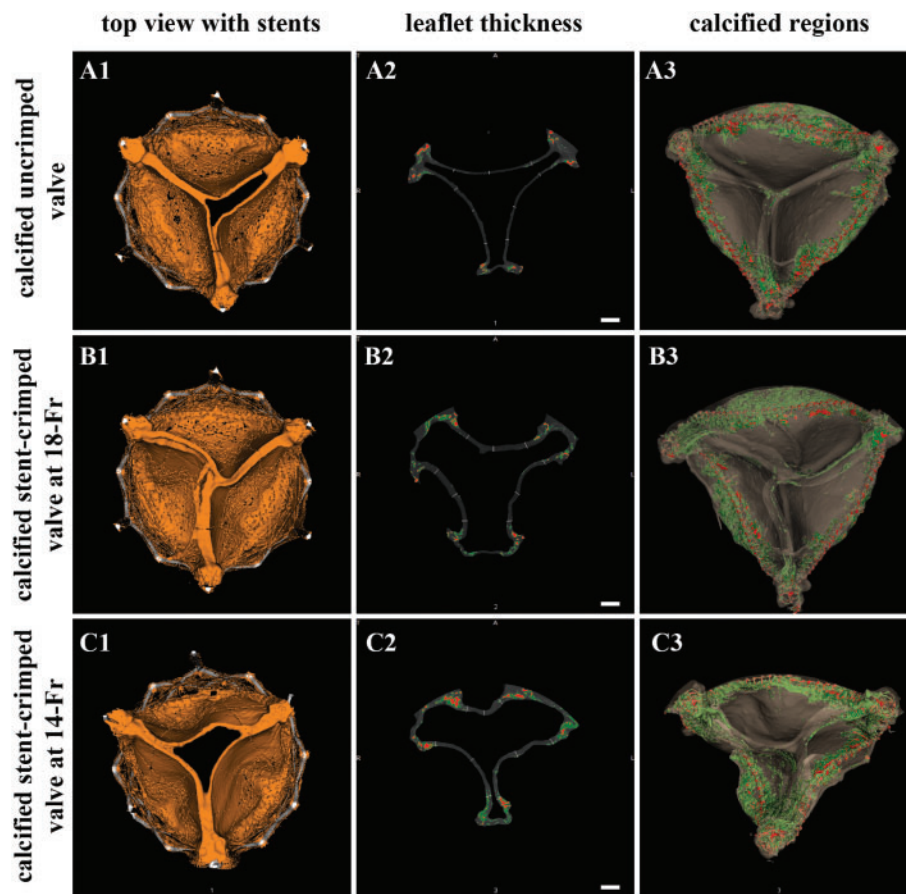 top view with stents
leaflet thickness
calcified regions
calcified uncrimped
valve
A1
A2
A3
calcified stent-crimped
valve at 18-Fr
B1
B2
B3
calcified stent-crimped
valve at 14-Fr
C1
C2
C3